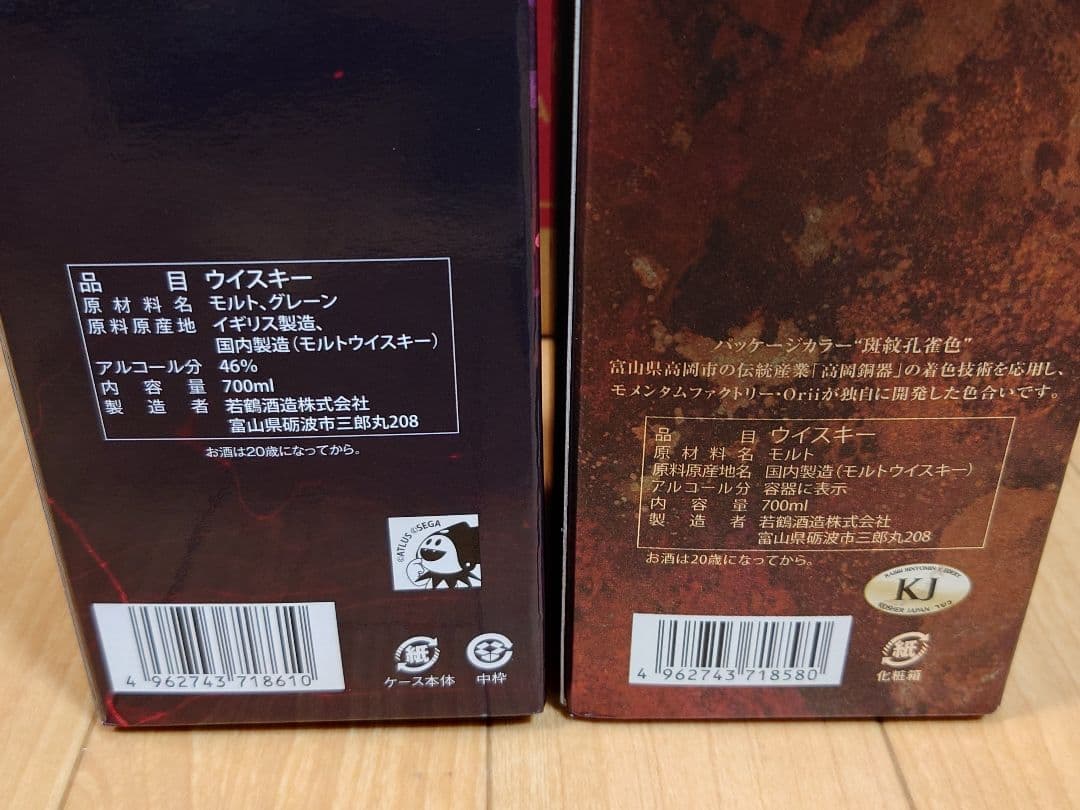 品目 ウイスキー
原材料名 モルト、グレーン
原料原産地 イギリス製造、
国内製造(モルトウイスキー)
アルコール分 46%
内容量 700ml
製造者 若鶴酒造株式会社
富山県砺波市三郎丸208
お酒は20歳になってから。
©ATLUS ©SEGA
4 962743 718610
紙
ケース本体
中枠
パッケージカラー“斑紋孔雀色”
富山県高岡市の伝統産業「高岡銅器」の着色技術を応用し、
モメンタムファクトリー・Oriiが独自に開発した色合いです。
品目 ウイスキー
原材料名 モルト
原料原産地名 国内製造(モルトウイスキー)
アルコール分 容器に表示
内容量 700ml
製造者 若鶴酒造株式会社
富山県砺波市三郎丸208
お酒は20歳になってから。
KJ
KOSHER JAPAN כשר
4 962743 718580
紙
化粧箱